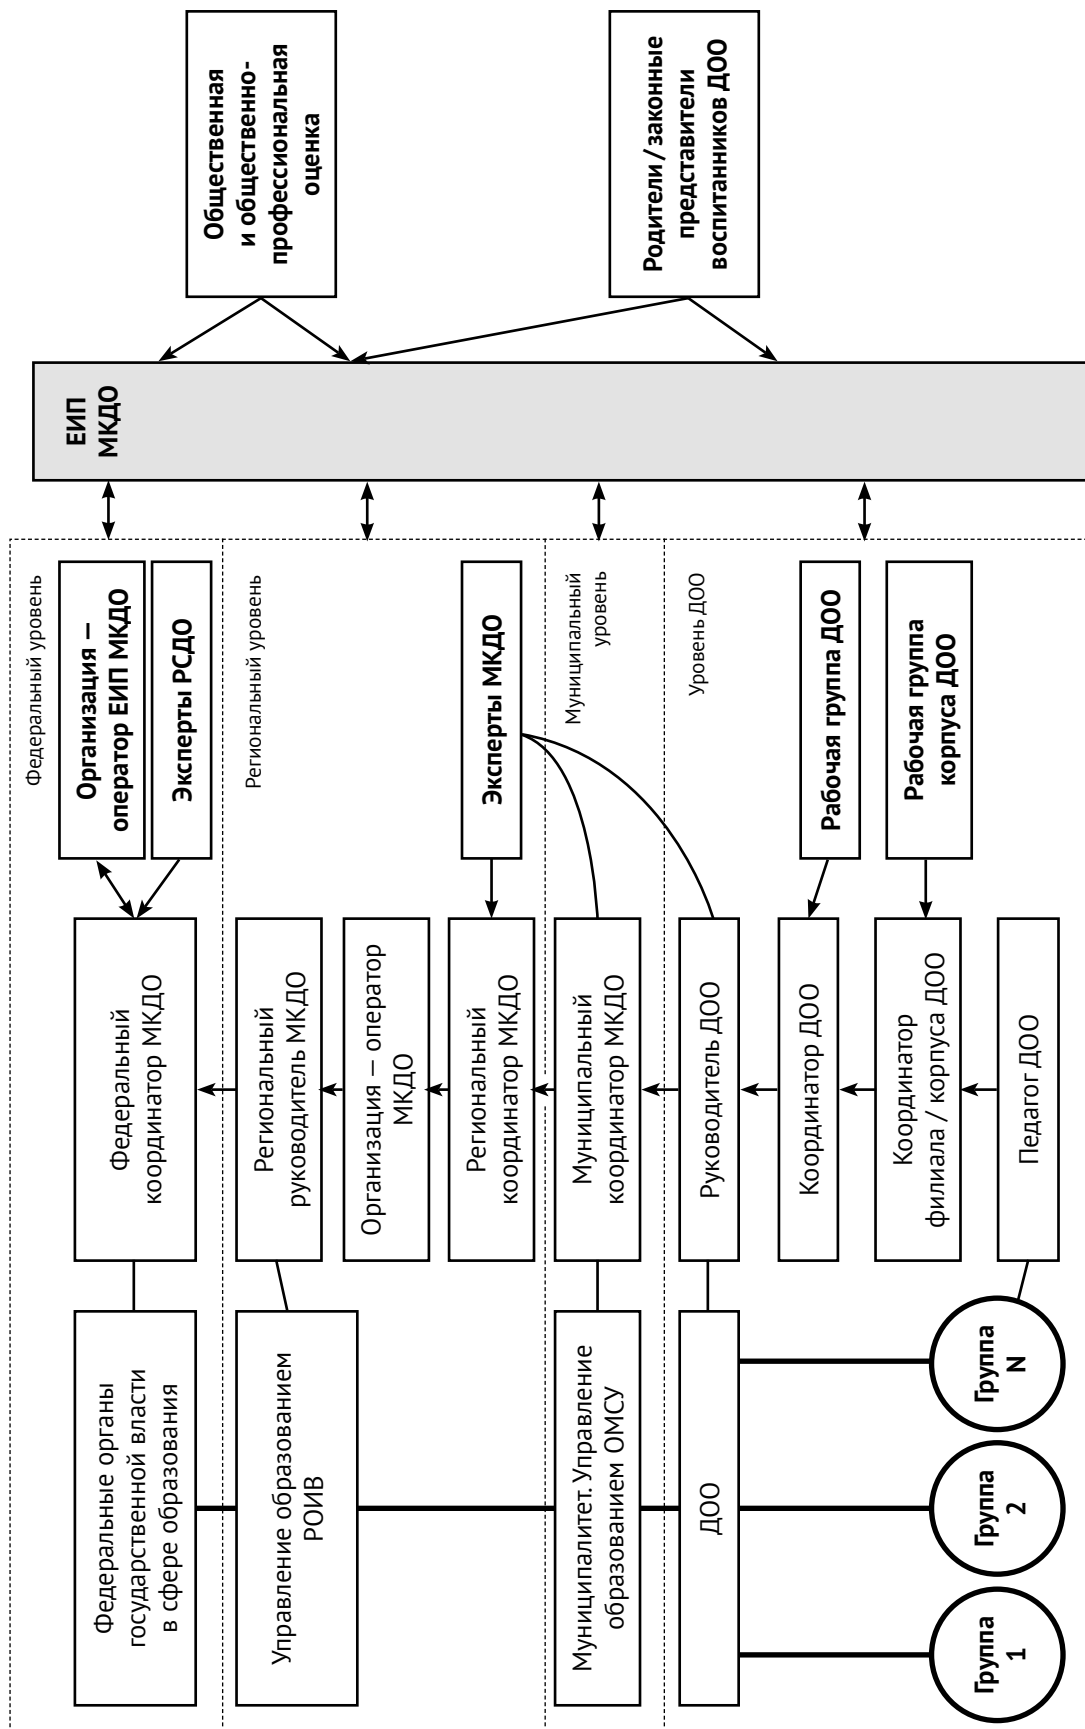 Федеральный уровень
Федеральные органы
государственной власти
в сфере образования
Федеральный
координатор МКДО
Организация —
оператор ЕИП МКДО
Эксперты РСДО
Региональный уровень
Управление образованием
РОИВ
Региональный
руководитель МКДО
Организация — оператор
МКДО
Региональный
координатор МКДО
Эксперты МКДО
Муниципальный
уровень
Муниципалитет. Управление
образованием ОМСУ
Муниципальный
координатор МКДО
Уровень ДОО
ДОО
Руководитель ДОО
Координатор ДОО
Рабочая группа ДОО
Координатор
филиала / корпуса ДОО
Рабочая группа
корпуса ДОО
Группа
1
Группа
2
Группа
N
Педагог ДОО
ЕИП
МКДО
Общественная
и общественно-
профессиональная
оценка
Родители / законные
представители
воспитанников ДОО